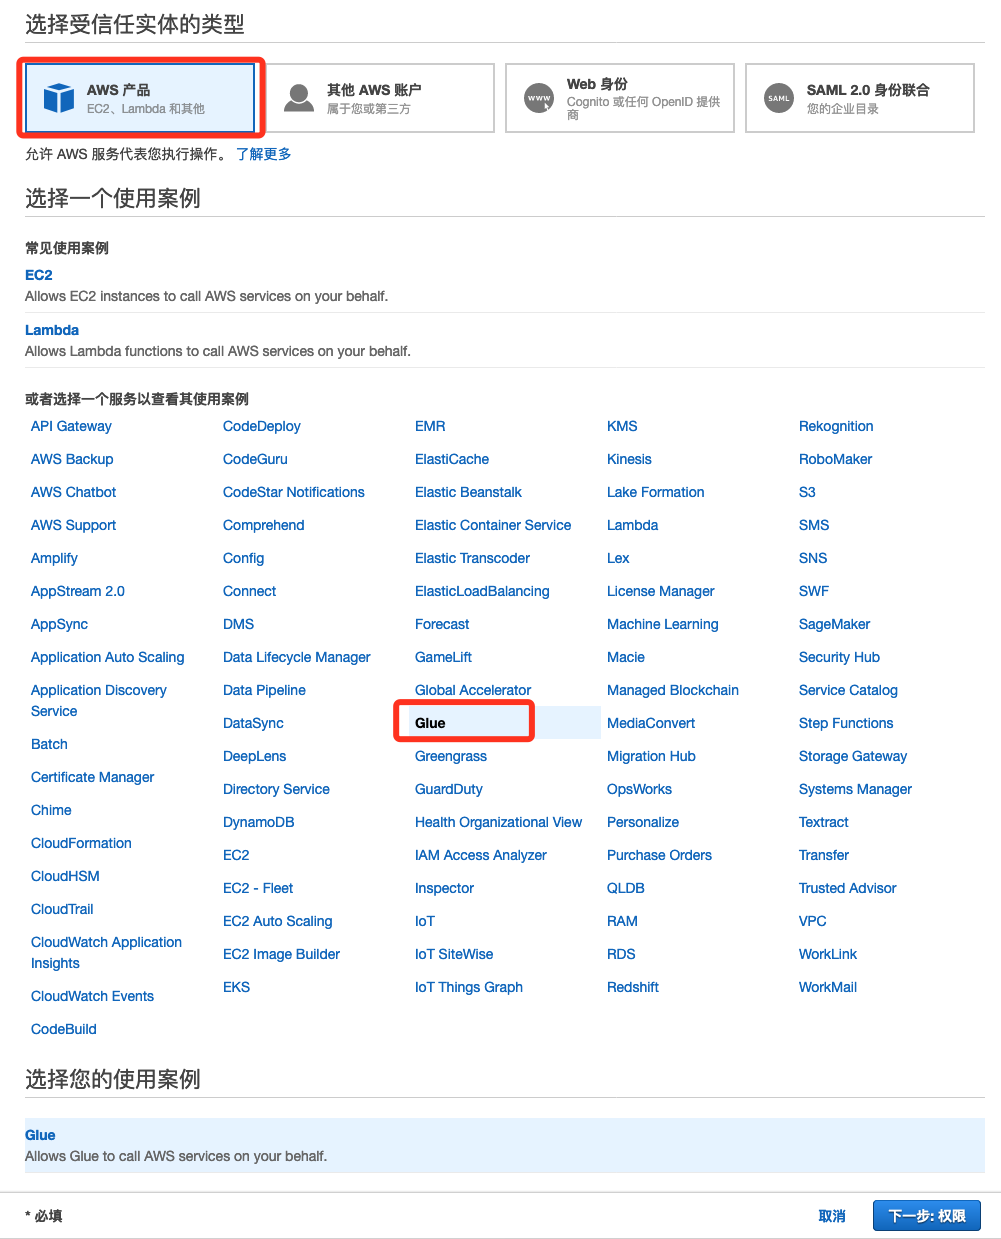 选择受信任实体的类型
AWS 产品
EC2、Lambda 和其他
其他 AWS 账户
属于您或第三方
WWW
Web 身份
Cognito 或任何 OpenID 提供
商
SAML
SAML 2.0 身份联合
您的企业目录
允许 AWS 服务代表您执行操作。 了解更多
选择一个使用案例
常见使用案例
EC2
Allows EC2 instances to call AWS services on your behalf.
Lambda
Allows Lambda functions to call AWS services on your behalf.
或者选择一个服务以查看其使用案例
API Gateway
AWS Backup
AWS Chatbot
AWS Support
Amplify
AppStream 2.0
AppSync
Application Auto Scaling
Application Discovery
Service
Batch
Certificate Manager
Chime
CloudFormation
CloudHSM
CloudTrail
CloudWatch Application
Insights
CloudWatch Events
CodeBuild
CodeDeploy
CodeGuru
CodeStar Notifications
Comprehend
Config
Connect
DMS
Data Lifecycle Manager
Data Pipeline
DataSync
DeepLens
Directory Service
DynamoDB
EC2
EC2 - Fleet
EC2 Auto Scaling
EC2 Image Builder
EKS
EMR
ElastiCache
Elastic Beanstalk
Elastic Container Service
Elastic Transcoder
ElasticLoadBalancing
Forecast
GameLift
Global Accelerator
Glue
Greengrass
GuardDuty
Health Organizational View
IAM Access Analyzer
Inspector
IoT
IoT SiteWise
IoT Things Graph
KMS
Kinesis
Lake Formation
Lambda
Lex
License Manager
Machine Learning
Macie
Managed Blockchain
MediaConvert
Migration Hub
OpsWorks
Personalize
Purchase Orders
QLDB
RAM
RDS
Redshift
Rekognition
RoboMaker
S3
SMS
SNS
SWF
SageMaker
Security Hub
Service Catalog
Step Functions
Storage Gateway
Systems Manager
Textract
Transfer
Trusted Advisor
VPC
WorkLink
WorkMail
选择您的使用案例
Glue
Allows Glue to call AWS services on your behalf.
* 必填
取消
下一步: 权限